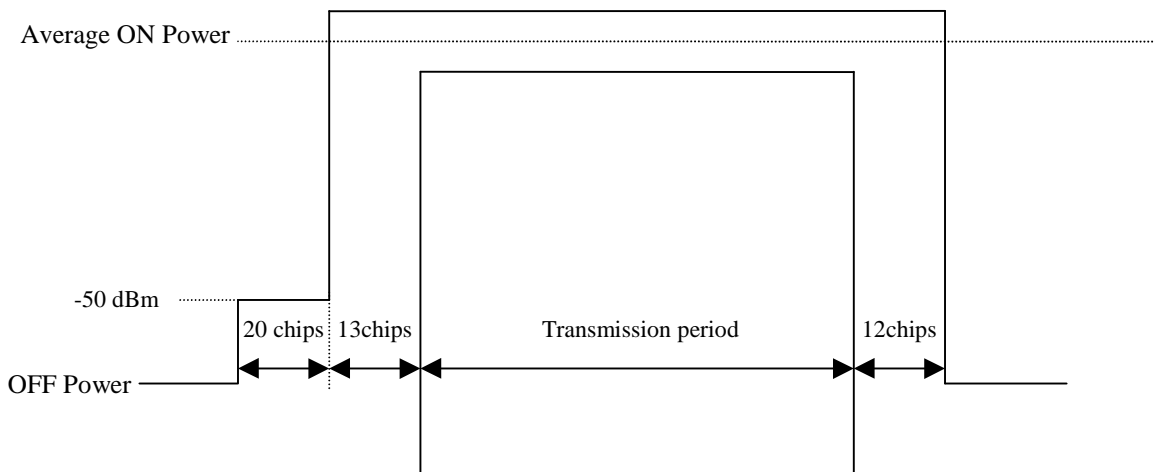 Average ON Power
-50 dBm
20 chips
13chips
Transmission period
12chips
OFF Power